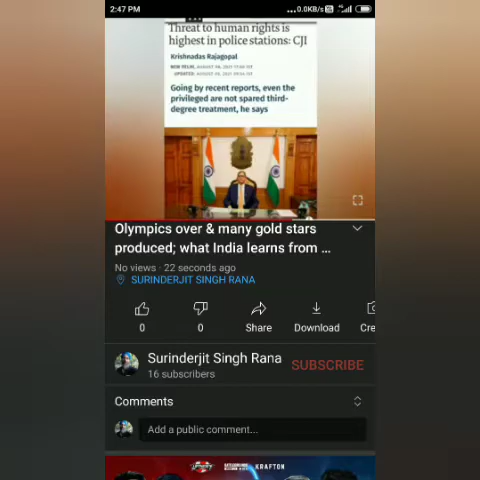 2:47 PM
...0.0KB/s
Threat to human rights is
highest in police stations: CJI
Krishnadas Rajagopal
Going by recent reports, even the
privileged are not spared third-
degree treatment, he says
Olympics over & many gold stars
produced; what India learns from ...
No views · 22 seconds ago
SURINDERJIT SINGH RANA
0 0 Share Download Cre
Surinderjit Singh Rana SUBSCRIBE
16 subscribers
Comments
Add a public comment...
KRAFTON